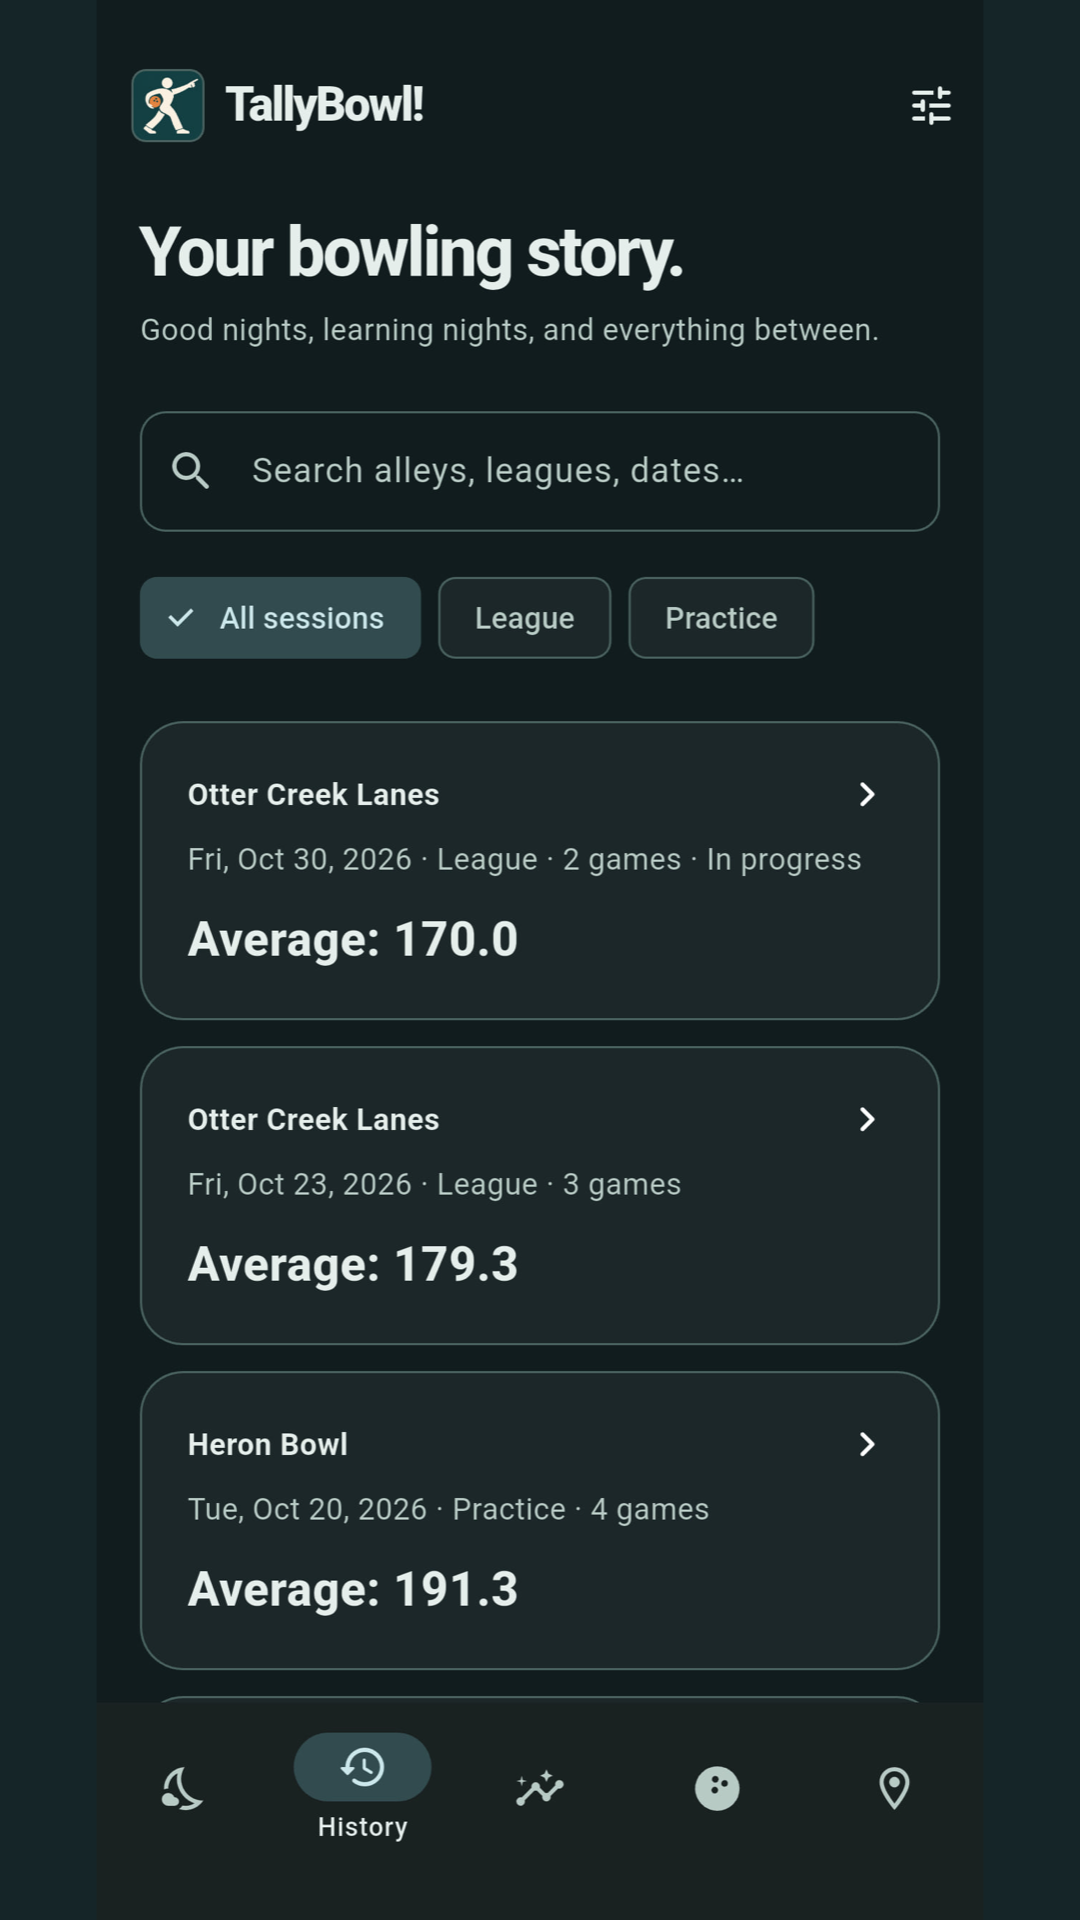 TallyBowl!
Your bowling story.
Good nights, learning nights, and everything between.
Search alleys, leagues, dates…
All sessions
League
Practice
Otter Creek Lanes
Fri, Oct 30, 2026 · League · 2 games · In progress
Average: 170.0
Otter Creek Lanes
Fri, Oct 23, 2026 · League · 3 games
Average: 179.3
Heron Bowl
Tue, Oct 20, 2026 · Practice · 4 games
Average: 191.3
History